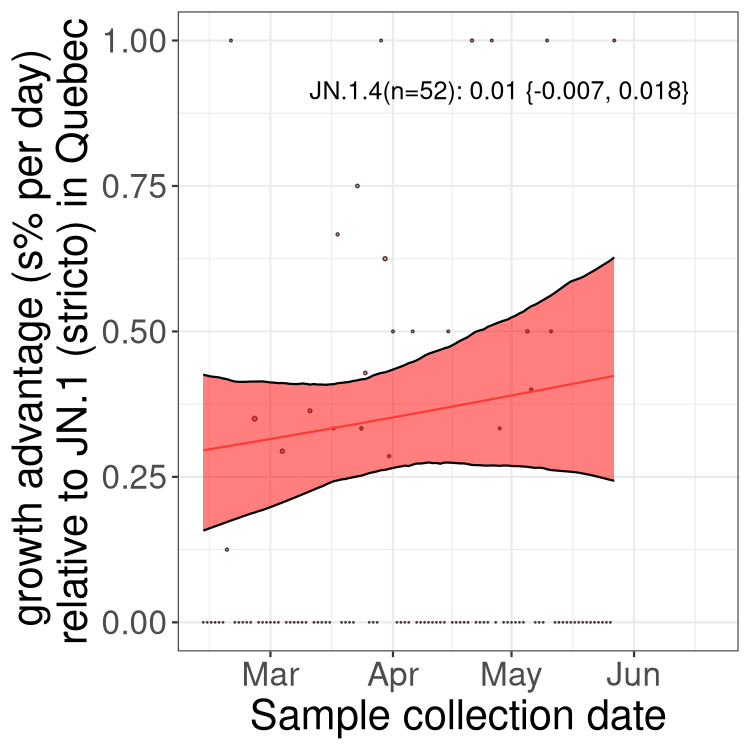 growth advantage (s% per day)
relative to JN.1 (stricto) in Quebec
1.00
0.75
0.50
0.25
0.00
JN.1.4(n=52): 0.01 {-0.007, 0.018}
Mar Apr May Jun
Sample collection date